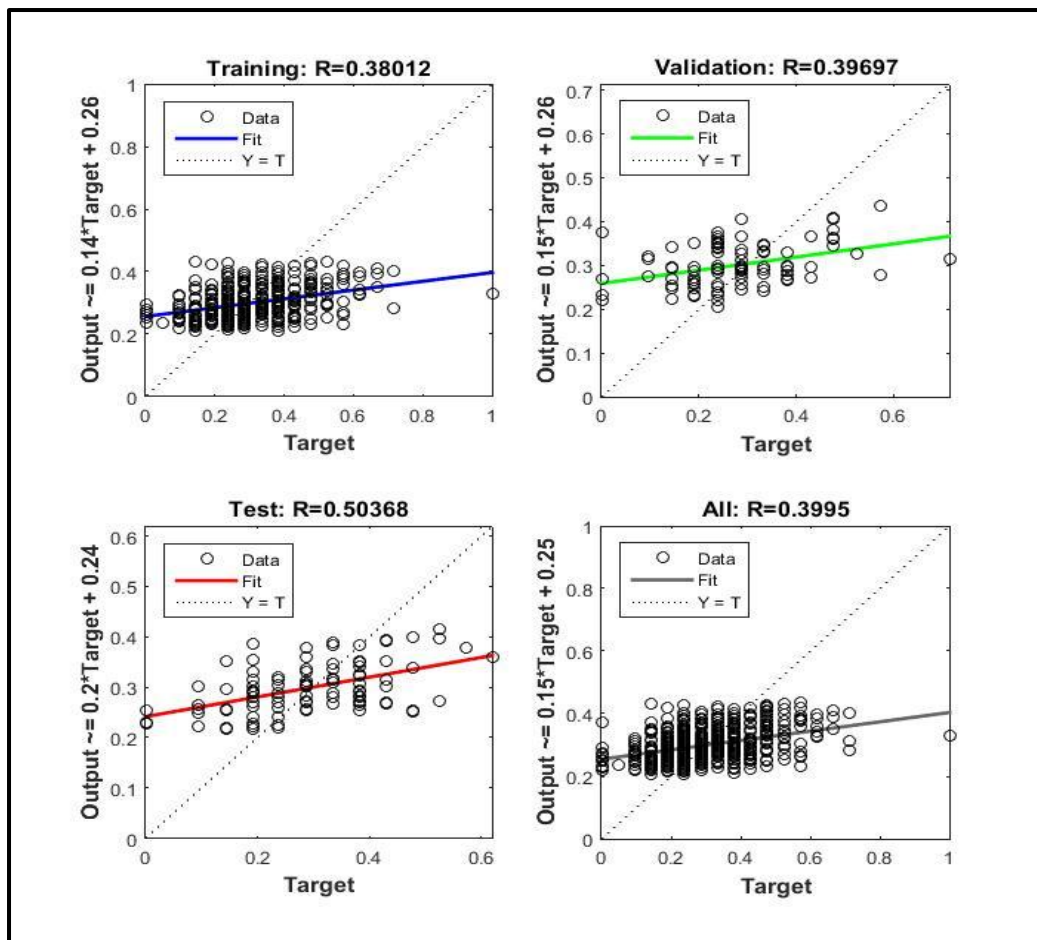 Training: R=0.38012
Output ~= 0.14*Target + 0.26
1
0.8
0.6
0.4
0.2
0
Data
Fit
Y = T
0 0.2 0.4 0.6 0.8 1
Target
Validation: R=0.39697
Output ~= 0.15*Target + 0.26
0.7
0.6
0.5
0.4
0.3
0.2
0.1
0
Data
Fit
Y = T
0 0.2 0.4 0.6
Target
Test: R=0.50368
Output ~= 0.2*Target + 0.24
0.6
0.5
0.4
0.3
0.2
0.1
0
Data
Fit
Y = T
0 0.2 0.4 0.6
Target
All: R=0.3995
Output ~= 0.15*Target + 0.25
1
0.8
0.6
0.4
0.2
0
Data
Fit
Y = T
0 0.2 0.4 0.6 0.8 1
Target